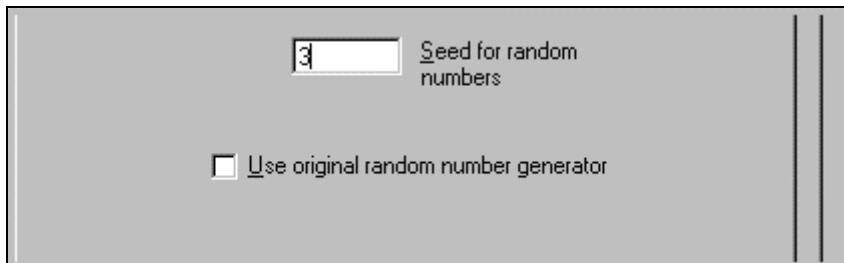 3
Seed for random
numbers
Use original random number generator